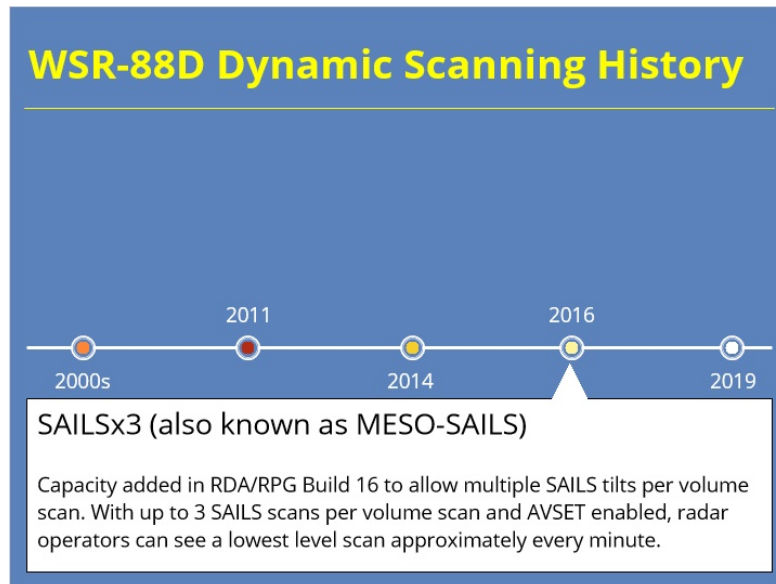 WSR-88D Dynamic Scanning History
2011
2016
2000s
2014
2019
SAILSx3 (also known as MESO-SAILS)
Capacity added in RDA/RPG Build 16 to allow multiple SAILS tilts per volume
scan. With up to 3 SAILS scans per volume scan and AVSET enabled, radar
operators can see a lowest level scan approximately every minute.